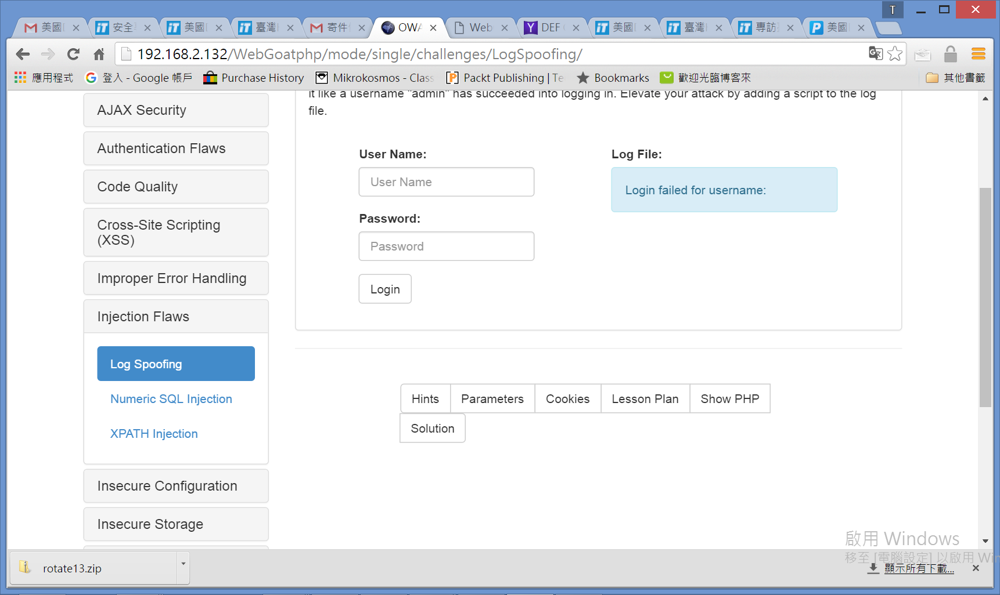 T
美國
安全
美國
臺灣
寄件
OWA
Web
DEF
美國
臺灣
專訪
美國
192.168.2.132/WebGoatphp/mode/single/challenges/LogSpoofing/
應用程式
登入 - Google 帳戶
Purchase History
Mikrokosmos - Class
Packt Publishing | Te
Bookmarks
歡迎光臨博客來
其他書籤
it like a username "admin" has succeeded into logging in. Elevate your attack by adding a script to the log
file.
AJAX Security
Authentication Flaws
Code Quality
Cross-Site Scripting
(XSS)
Improper Error Handling
Injection Flaws
Log Spoofing
Numeric SQL Injection
XPATH Injection
Insecure Configuration
Insecure Storage
User Name:
User Name
Password:
Password
Login
Log File:
Login failed for username:
Hints
Parameters
Cookies
Lesson Plan
Show PHP
Solution
啟用 Windows
移至 [電腦設定] 以啟用 Win
rotate13.zip
顯示所有下載...